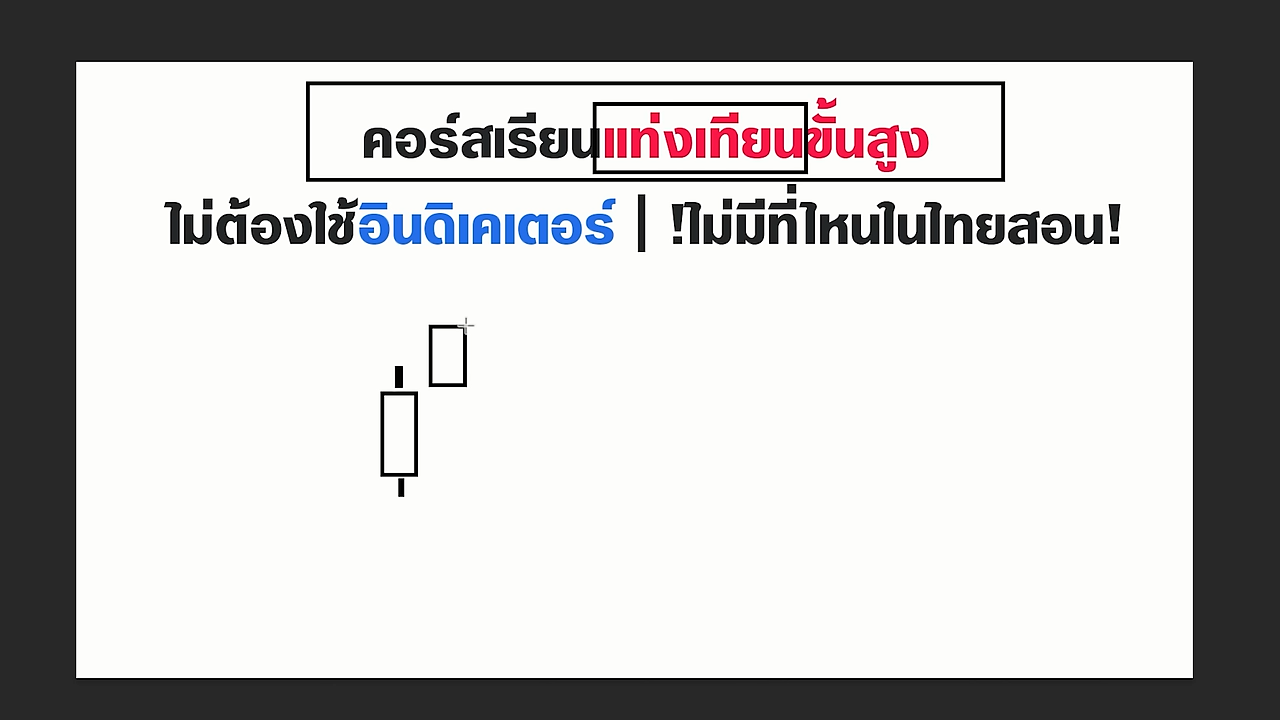 คอร์สเรียนแท่งเทียนขั้นสูง
ไม่ต้องใช้อินดิเคเตอร์ | !ไม่มีที่ไหนในไทยสอน!